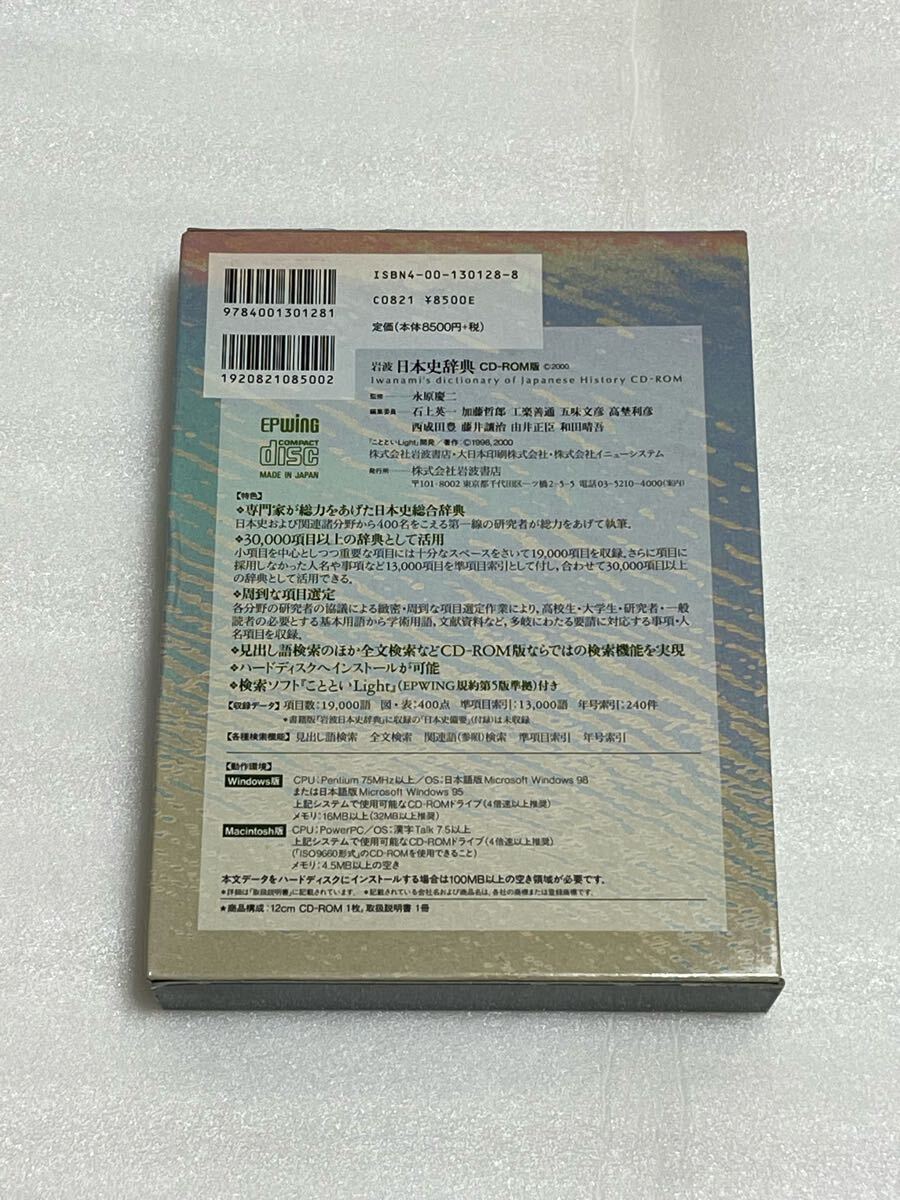 ISBN4-00-130128-8
9784001301281
C0821 ¥8500E
定価(本体8500円+税)
1920821085002
岩波 日本史辞典 CD-ROM版 ©2000
Iwanami's dictionary of Japanese History CD-ROM
監修 永原慶二
編集委員 石上英一 加藤哲郎 工楽善通 五味文彦 高埜利彦
西成田豊 藤井讓治 由井正臣 和田晴吾
『ことといLight』開発/著作 ©1998,2000
株式会社岩波書店・大日本印刷株式会社・株式会社イニューシステム
発行所 株式会社岩波書店
〒101-8002 東京都千代田区一ツ橋2-5-5 電話03-5210-4000(案内)
EPWING
COMPACT
disc
MADE IN JAPAN
【特色】
❖専門家が総力をあげた日本史総合辞典
日本史および関連諸分野から400名をこえる第一線の研究者が総力をあげて執筆.
❖30,000項目以上の辞典として活用
小項目を中心としつつ重要な項目には十分なスペースをさいて19,000項目を収録.さらに項目に
採用しなかった人名や事項など13,000項目を準項目索引として付し,合わせて30,000項目以上
の辞典として活用できる.
❖周到な項目選定
各分野の研究者の協議による緻密・周到な項目選定作業により,高校生・大学生・研究者・一般
読者の必要とする基本用語から学術用語,文献資料など,多岐にわたる要請に対応する事項・人
名項目を収録.
❖見出し語検索のほか全文検索などCD-ROM版ならではの検索機能を実現
❖ハードディスクへインストールが可能
❖検索ソフト『こととい Light』(EPWING規約第5版準拠)付き
【収録データ】項目数:19,000語 図・表:400点 準項目索引:13,000語 年号索引:240件
*書籍版『岩波日本史辞典』に収録の「日本史備要」(付録)は未収録
【各種検索機能】見出し語検索 全文検索 関連語(参照)検索 準項目索引 年号索引
【動作環境】
Windows版 CPU:Pentium 75MHz以上/OS:日本語版Microsoft Windows 98
または日本語版Microsoft Windows 95
上記システムで使用可能なCD-ROMドライブ(4倍速以上推奨)
メモリ:16MB以上(32MB以上推奨)
Macintosh版 CPU:PowerPC/OS:漢字Talk 7.5以上
上記システムで使用可能なCD-ROMドライブ(4倍速以上推奨)
(「ISO9660形式」のCD-ROMを使用できること)
メモリ:4.5MB以上の空き
本文データをハードディスクにインストールする場合は100MB以上の空き領域が必要です.
*詳細は「取扱説明書」に記載されています. *記載されている会社名および商品名は,各社の商標または登録商標です.
★商品構成:12cm CD-ROM 1枚,取扱説明書 1冊